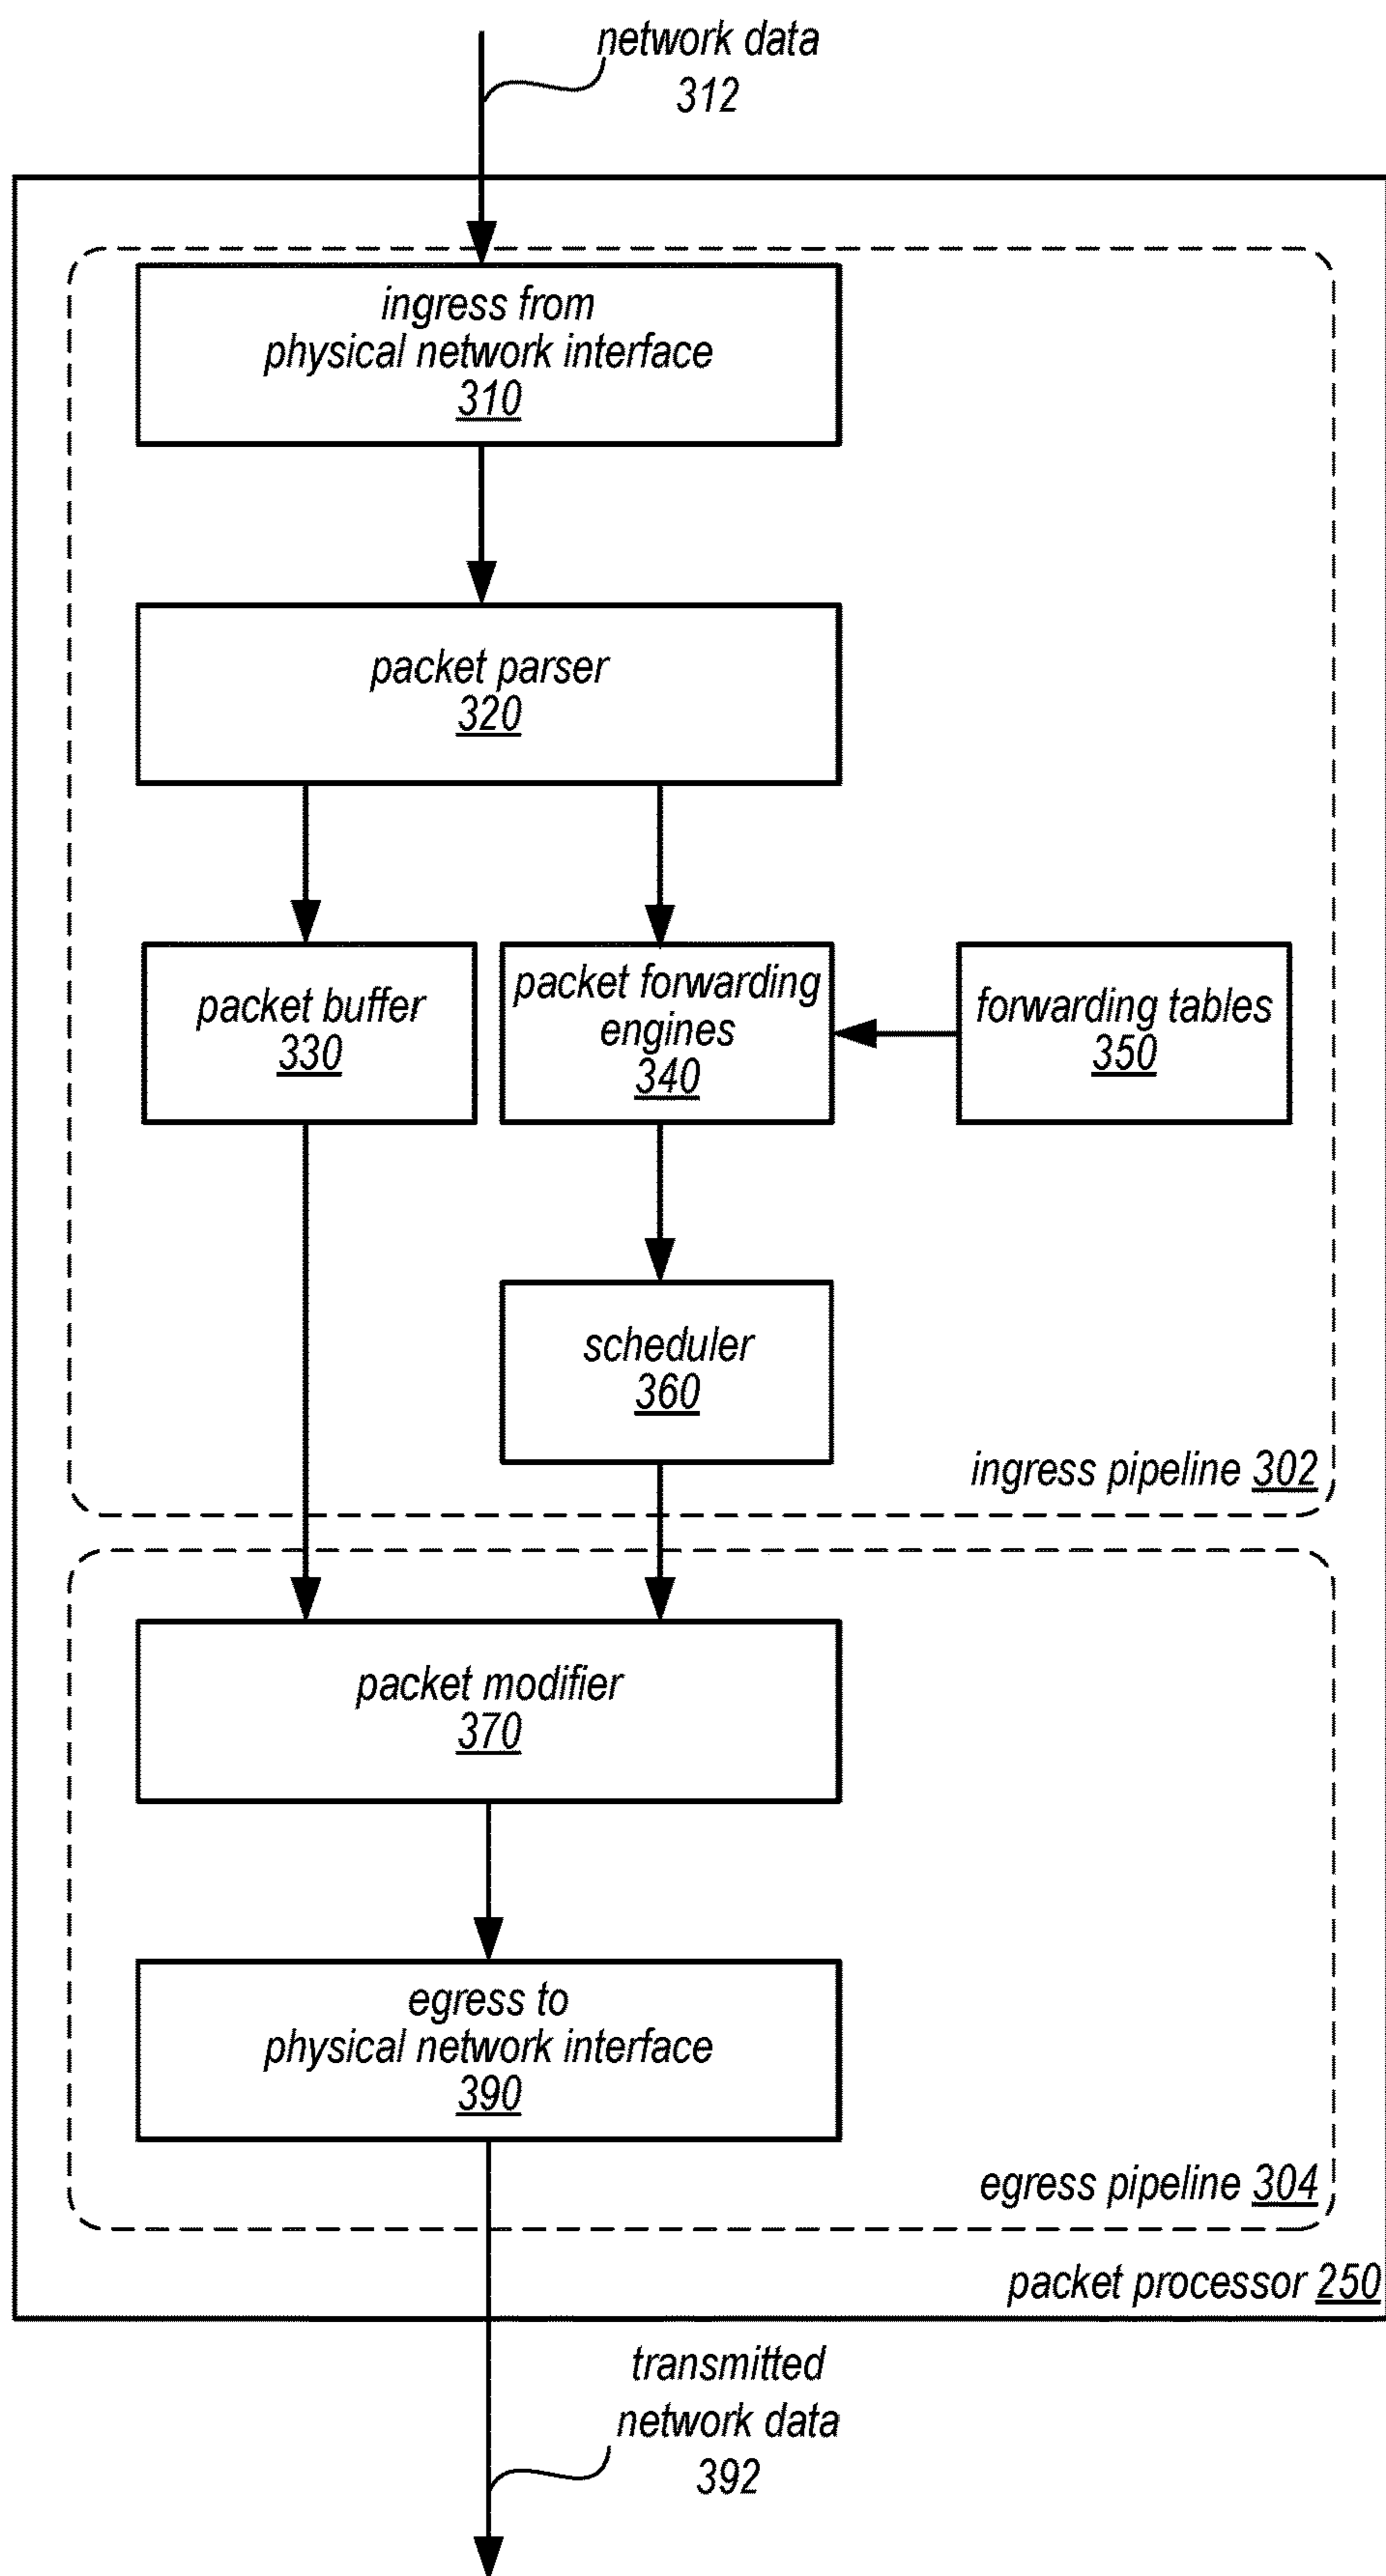 network data
312
ingress from
physical network interface
310
packet parser
320
packet buffer
330
packet forwarding
engines
340
forwarding tables
350
scheduler
360
ingress pipeline 302
packet modifier
370
egress to
physical network interface
390
egress pipeline 304
packet processor 250
transmitted
network data
392